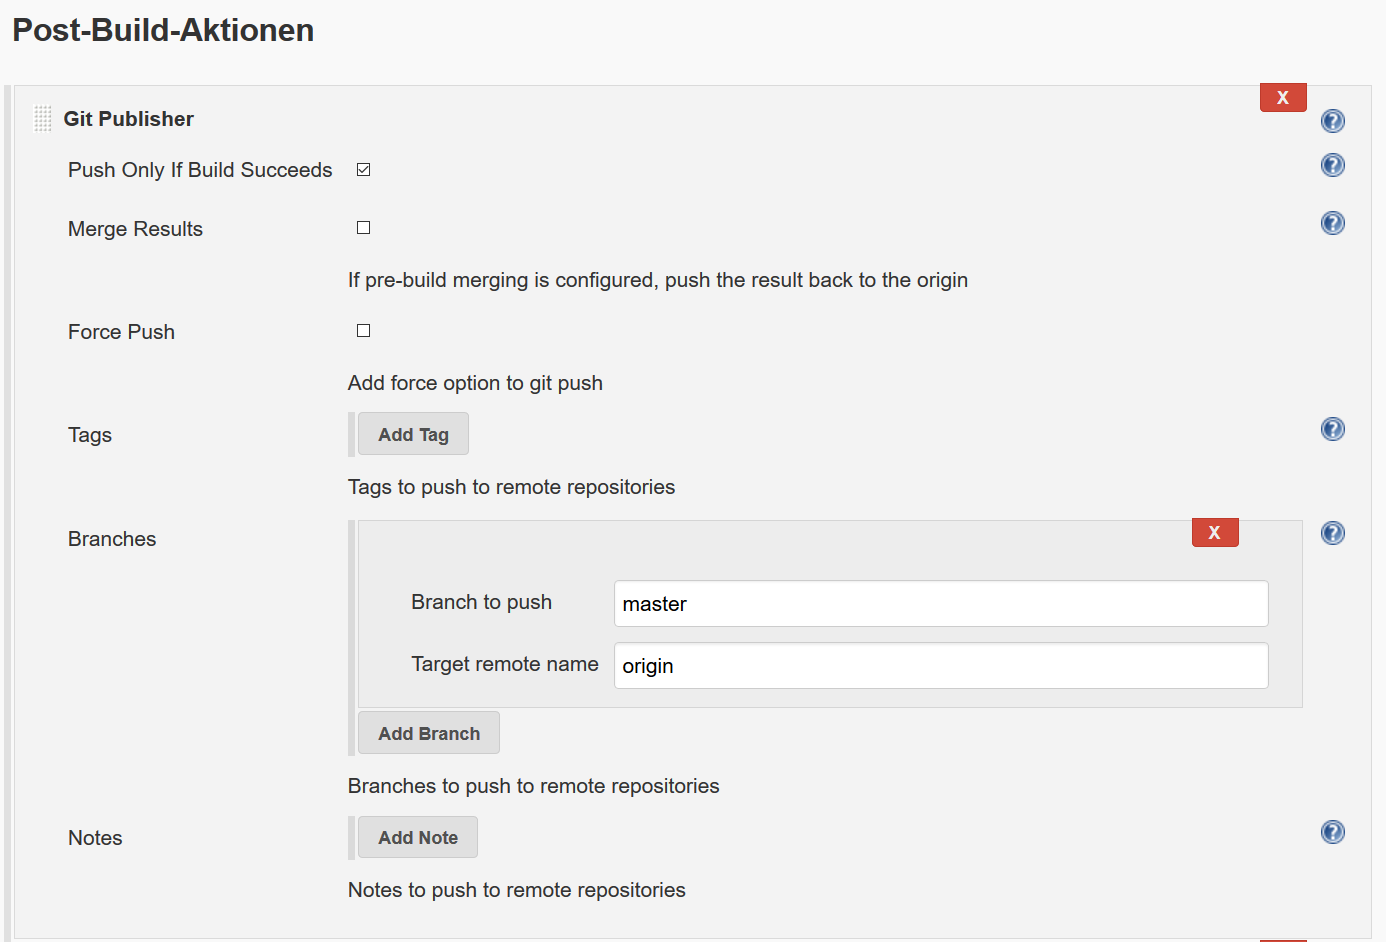 Post-Build-Aktionen
X
Git Publisher
?
Push Only If Build Succeeds
?
Merge Results
?
If pre-build merging is configured, push the result back to the origin
Force Push
Add force option to git push
Tags
Add Tag
?
Tags to push to remote repositories
Branches
X
?
Branch to push
master
Target remote name
origin
Add Branch
Branches to push to remote repositories
Notes
Add Note
?
Notes to push to remote repositories